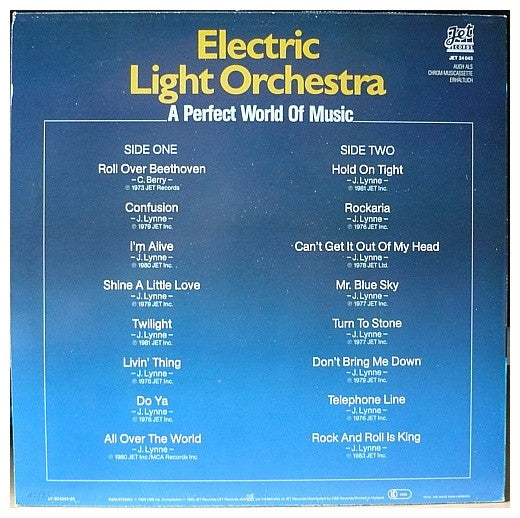 Electric
Light Orchestra
A Perfect World Of Music
Jet
RECORDS
JET 24 043
AUCH ALS
CHROM-MUSICASSETTE
ERHÄLTLICH
SIDE ONE
Roll Over Beethoven
– C. Berry –
℗ 1973 JET Records
Confusion
– J. Lynne –
℗ 1979 JET Inc.
I'm Alive
– J. Lynne –
℗ 1980 JET Inc.
Shine A Little Love
– J. Lynne –
℗ 1979 JET Inc.
Twilight
– J. Lynne –
℗ 1981 JET Inc.
Livin' Thing
– J. Lynne –
℗ 1976 JET Inc.
Do Ya
– J. Lynne –
℗ 1976 JET Inc.
All Over The World
– J. Lynne –
℗ 1980 JET Inc./MCA Records Inc.
SIDE TWO
Hold On Tight
– J. Lynne –
℗ 1981 JET Inc.
Rockaria
– J. Lynne –
℗ 1976 JET Inc.
Can't Get It Out Of My Head
– J. Lynne –
℗ 1978 JET Ltd.
Mr. Blue Sky
– J. Lynne –
℗ 1977 JET Inc.
Turn To Stone
– J. Lynne –
℗ 1977 JET Inc.
Don't Bring Me Down
– J. Lynne –
℗ 1979 JET Inc.
Telephone Line
– J. Lynne –
℗ 1976 JET Inc.
Rock And Roll Is King
– J. Lynne –
℗ 1983 JET Inc.